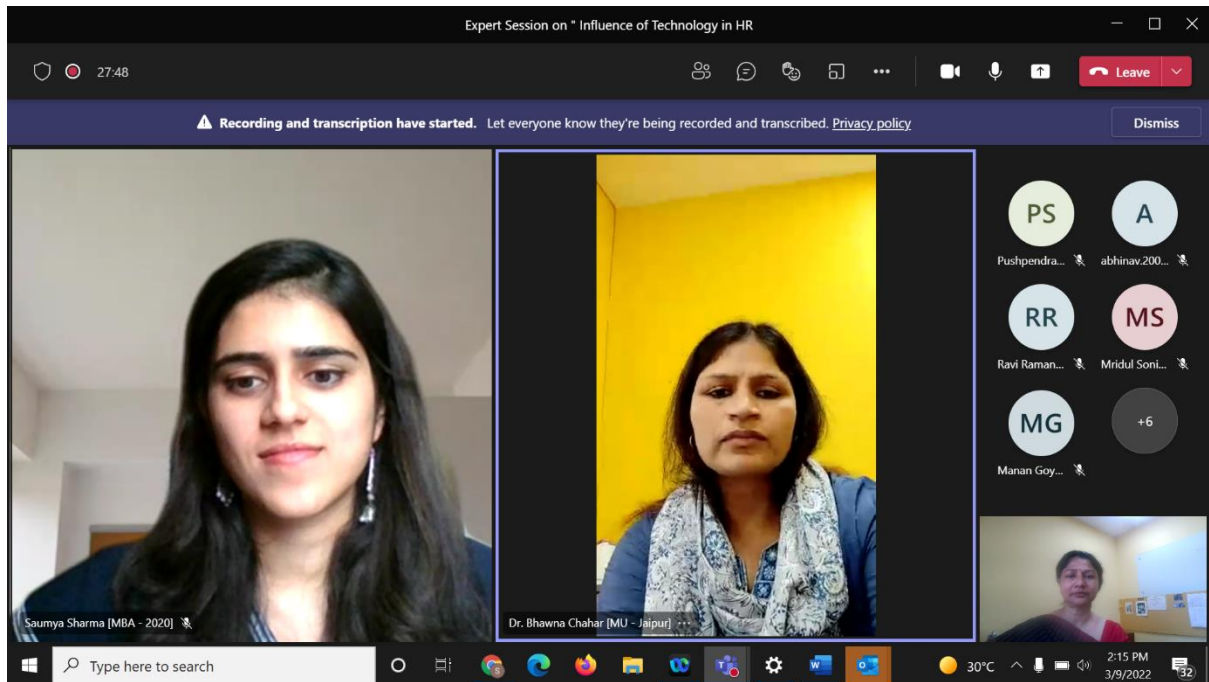 Expert Session on " Influence of Technology in HR
27:48
Leave
Recording and transcription have started. Let everyone know they're being recorded and transcribed. Privacy policy
Dismiss
PS
A
Pushpendra...
abhinav.200...
RR
MS
Ravi Raman...
Mridul Soni...
MG
+6
Manan Goy...
Saumya Sharma [MBA - 2020]
Dr. Bhawna Chahar [MU - Jaipur] ...
Type here to search
30°C
2:15 PM
3/9/2022
32